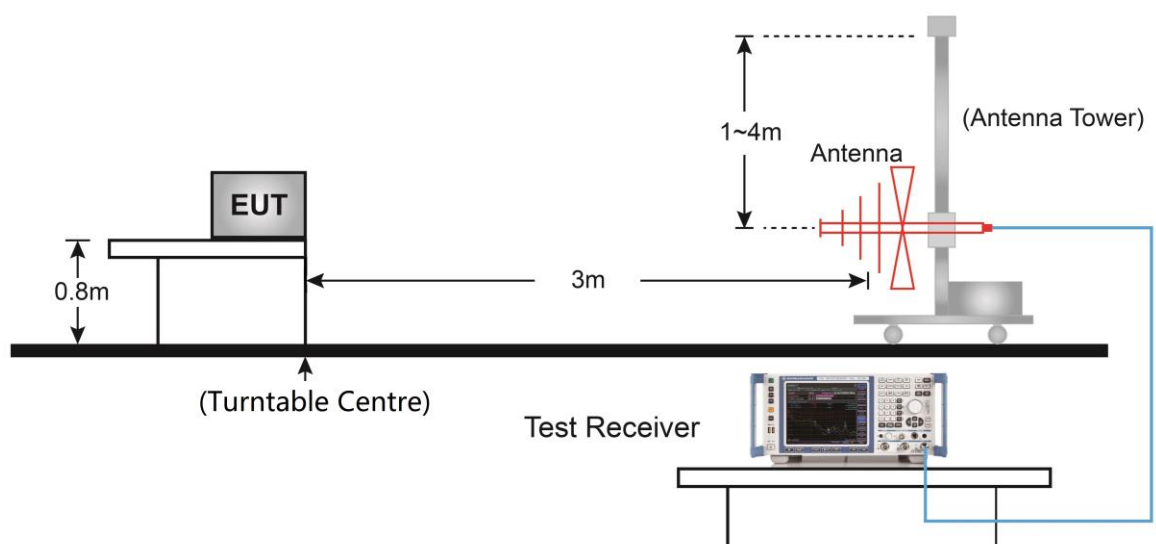 1~4m
(Antenna Tower)
Antenna
EUT
0.8m
3m
(Turntable Centre)
Test Receiver